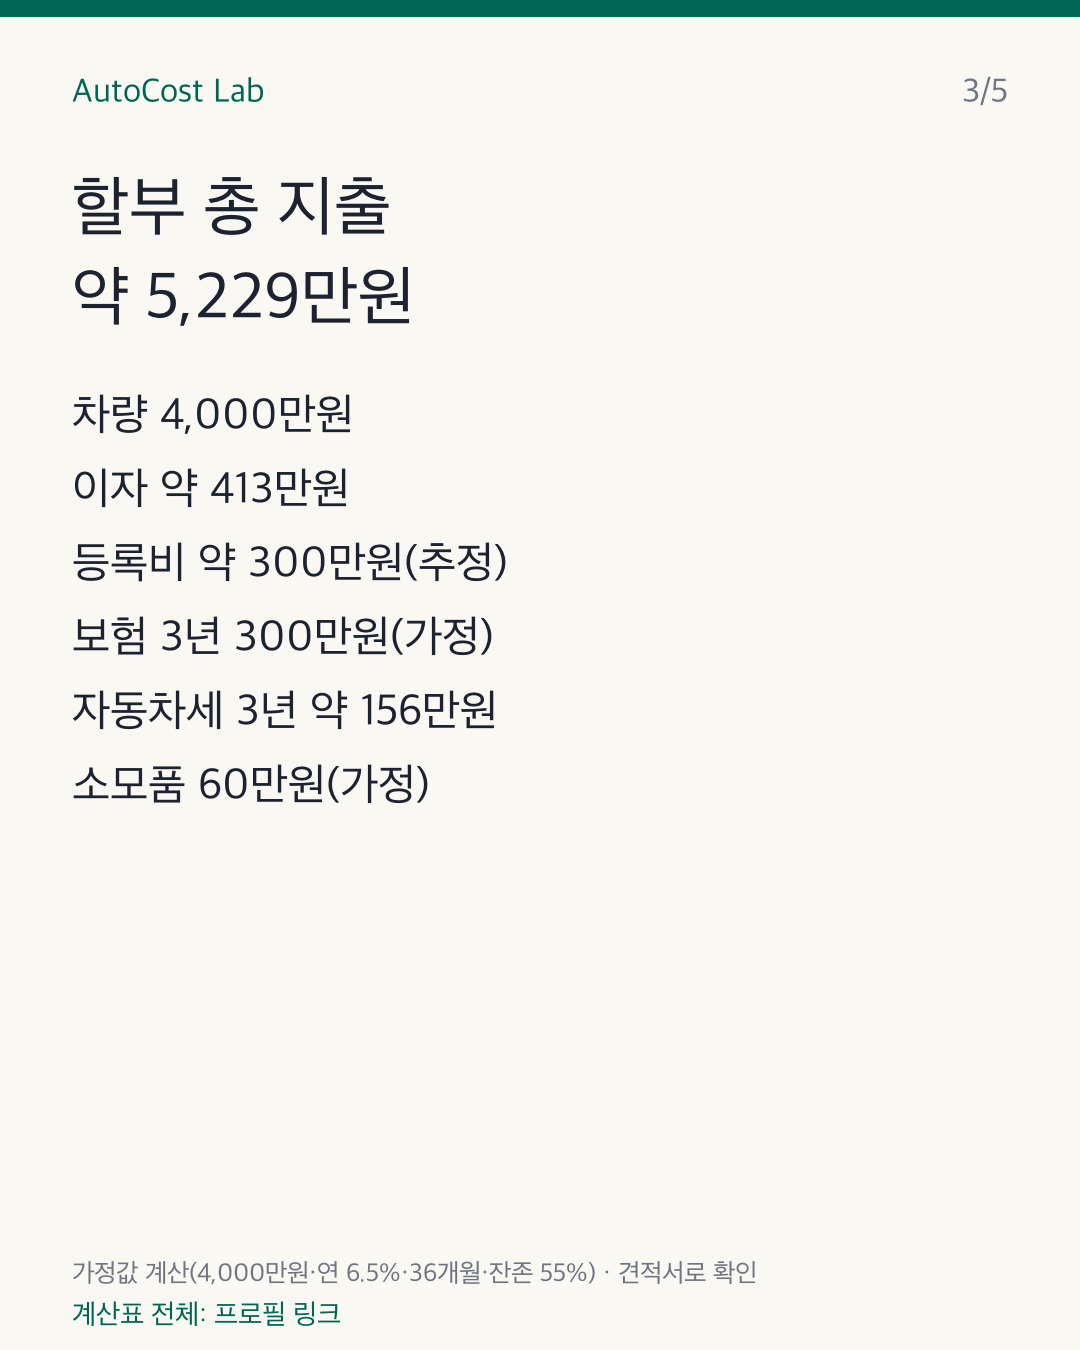 AutoCost Lab
3/5
할부 총 지출
약 5,229만원
차량 4,000만원
이자 약 413만원
등록비 약 300만원(추정)
보험 3년 300만원(가정)
자동차세 3년 약 156만원
소모품 60만원(가정)
가정값 계산(4,000만원·연 6.5%·36개월·잔존 55%) · 견적서로 확인
계산표 전체: 프로필 링크